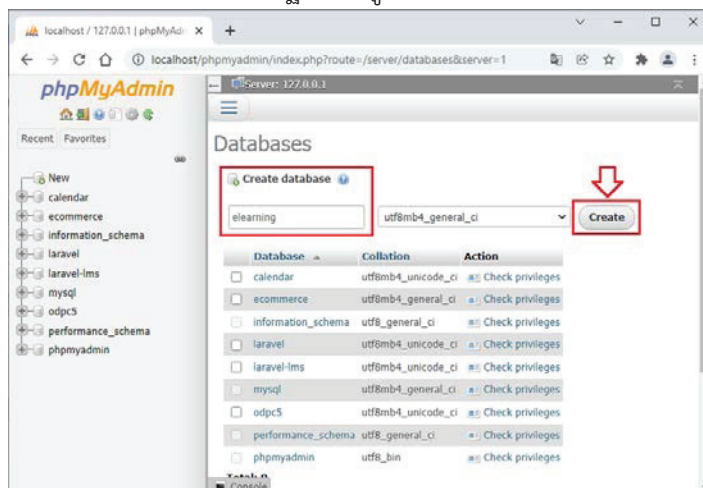 localhost / 127.0.0.1 | phpMyAd
localhost/phpmyadmin/index.php?route=/server/databases&server=1
phpMyAdmin
Recent Favorites
New
calendar
ecommerce
information_schema
laravel
laravel-lms
mysql
odpc5
performance_schema
phpmyadmin
Server: 127.0.0.1
Databases
Create database
elearning utf8mb4_general_ci Create
Database Collation Action
calendar utf8mb4_unicode_ci Check privileges
ecommerce utf8mb4_general_ci Check privileges
information_schema utf8_general_ci Check privileges
laravel utf8mb4_unicode_ci Check privileges
laravel-lms utf8mb4_unicode_ci Check privileges
mysql utf8mb4_general_ci Check privileges
odpc5 utf8mb4_unicode_ci Check privileges
performance_schema utf8_general_ci Check privileges
phpmyadmin utf8_bin Check privileges
Total: 9
Console